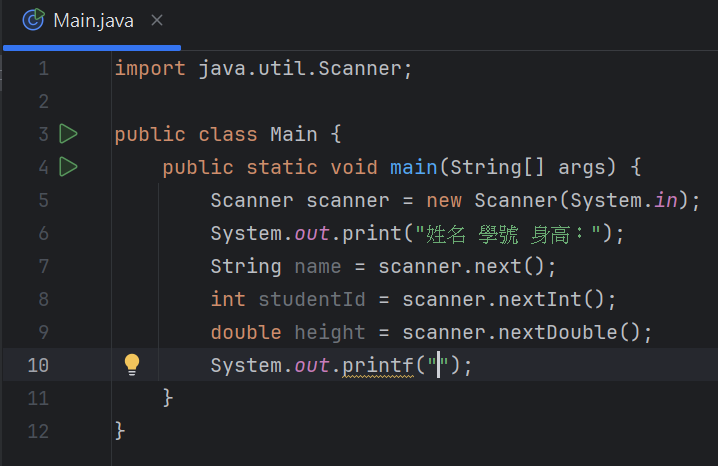 Main.java
1 import java.util.Scanner;
2
3 public class Main {
4 public static void main(String[] args) {
5 Scanner scanner = new Scanner(System.in);
6 System.out.print("姓名 學號 身高：");
7 String name = scanner.next();
8 int studentId = scanner.nextInt();
9 double height = scanner.nextDouble();
10 System.out.printf("");
11 }
12 }